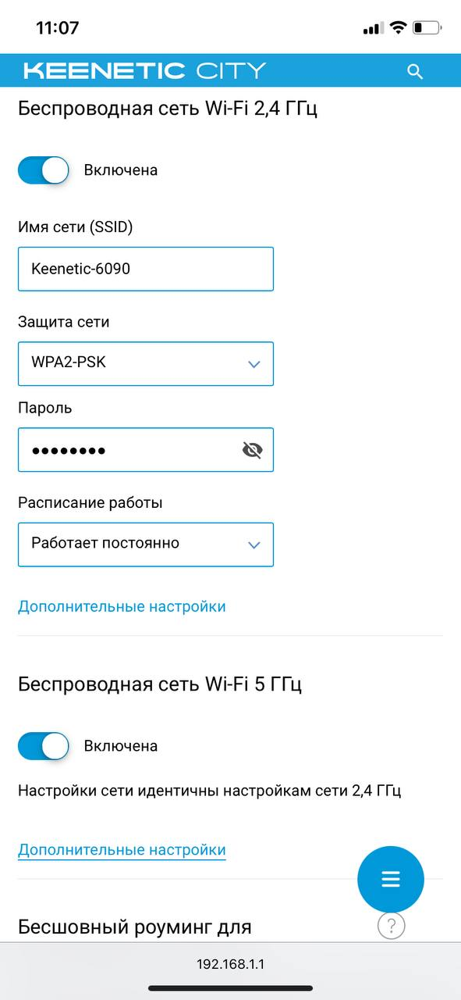 11:07
KEENETIC CITY
Беспроводная сеть Wi-Fi 2,4 ГГц
Включена
Имя сети (SSID)
Keenetic-6090
Защита сети
WPA2-PSK
Пароль
••••••••
Расписание работы
Работает постоянно
Дополнительные настройки
Беспроводная сеть Wi-Fi 5 ГГц
Включена
Настройки сети идентичны настройкам сети 2,4 ГГц
Дополнительные настройки
Бесшовный роуминг для
?
192.168.1.1